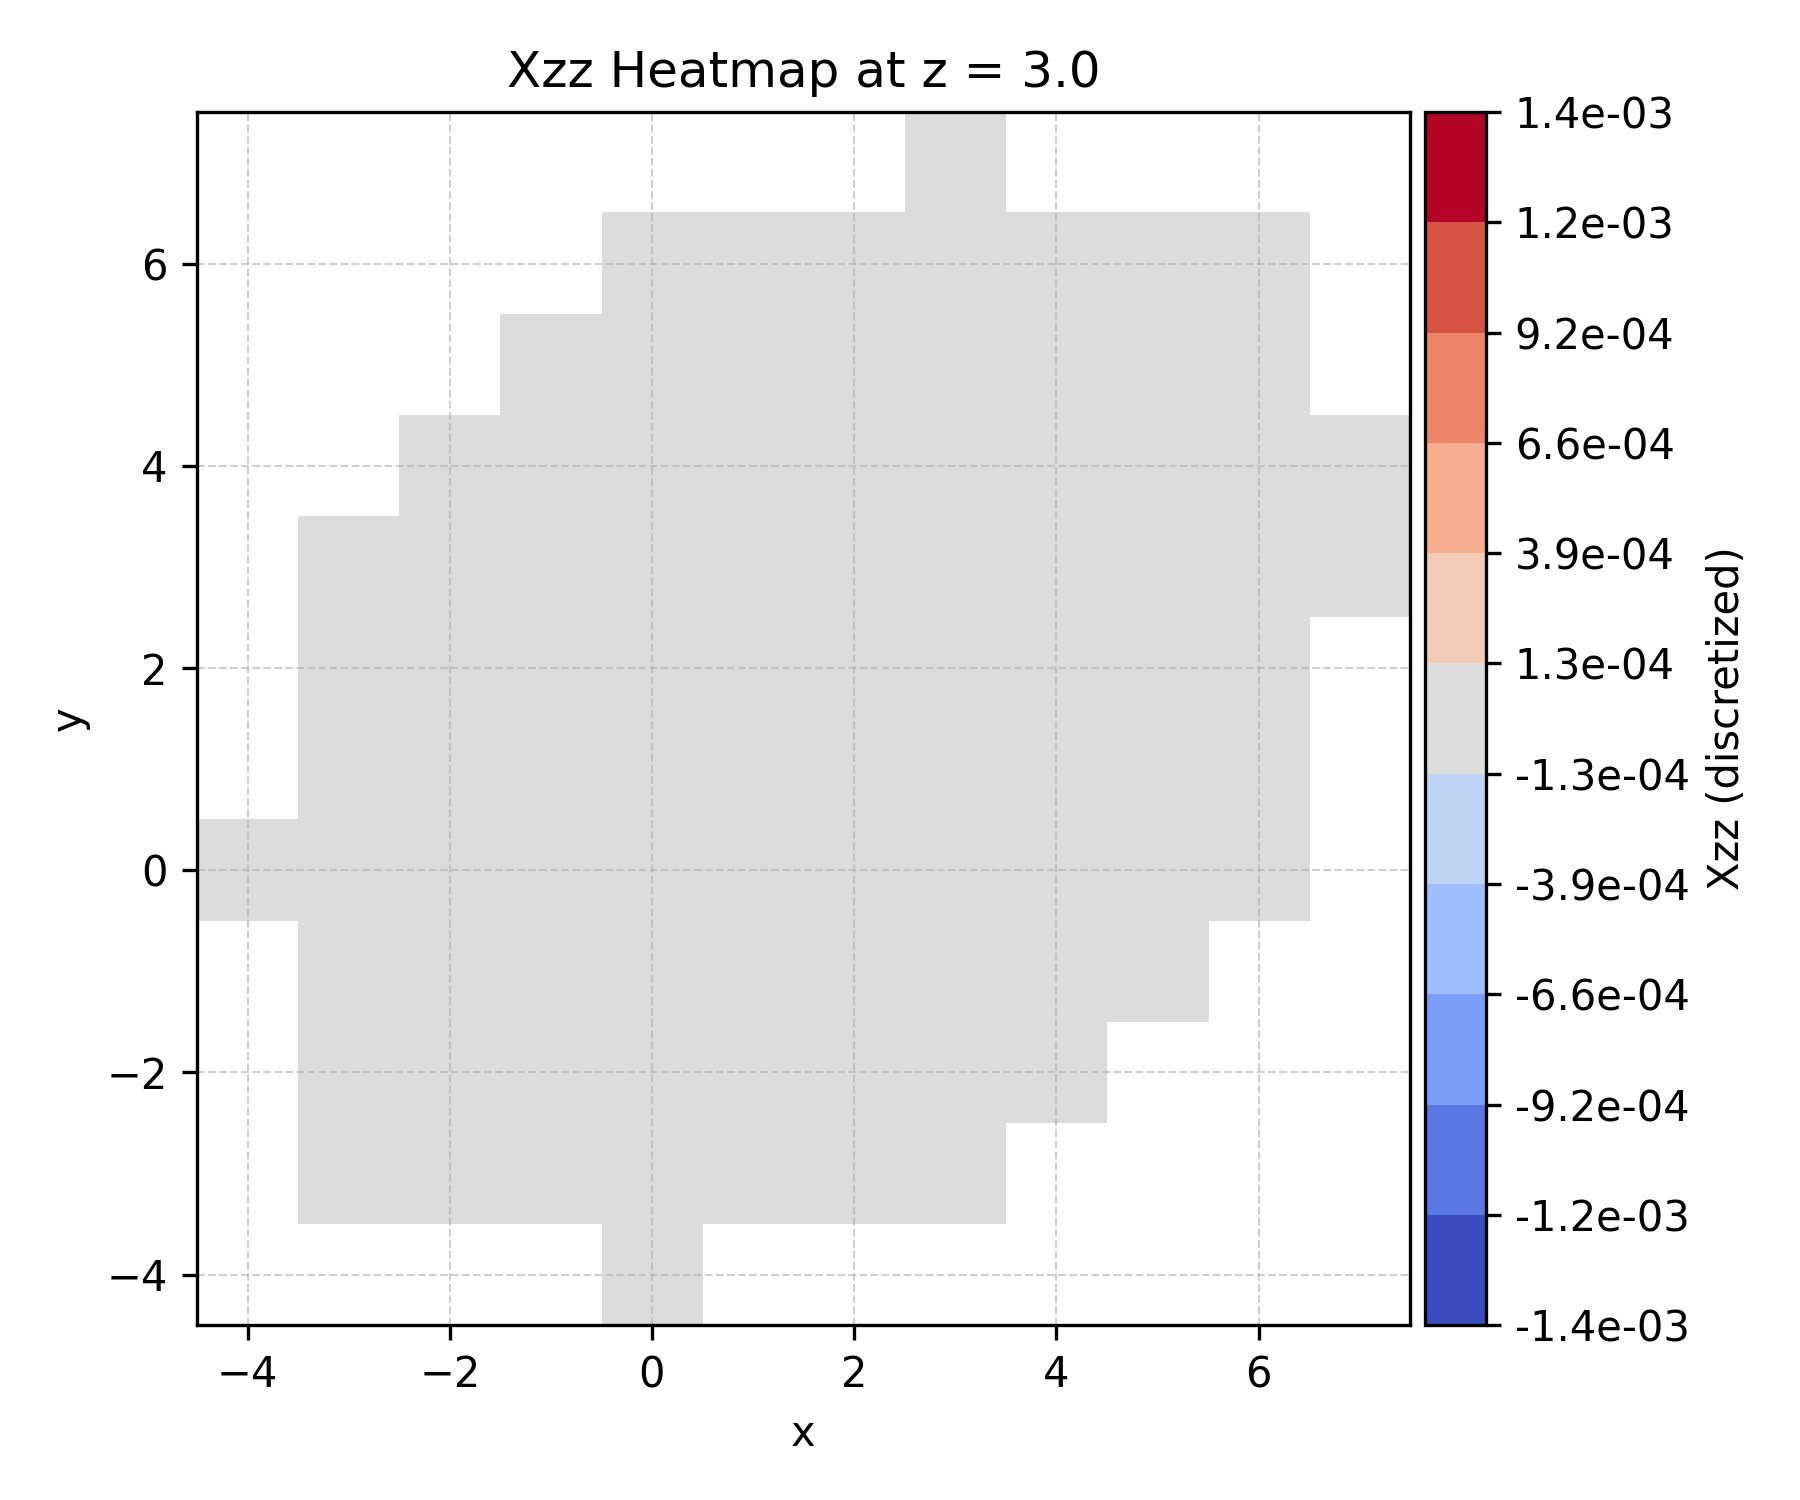 Xzz Heatmap at z = 3.0
6
4
2
0
−2
−4
y
−4
−2
0
2
4
6
x
1.4e-03
1.2e-03
9.2e-04
6.6e-04
3.9e-04
1.3e-04
-1.3e-04
-3.9e-04
-6.6e-04
-9.2e-04
-1.2e-03
-1.4e-03
Xzz (discretized)